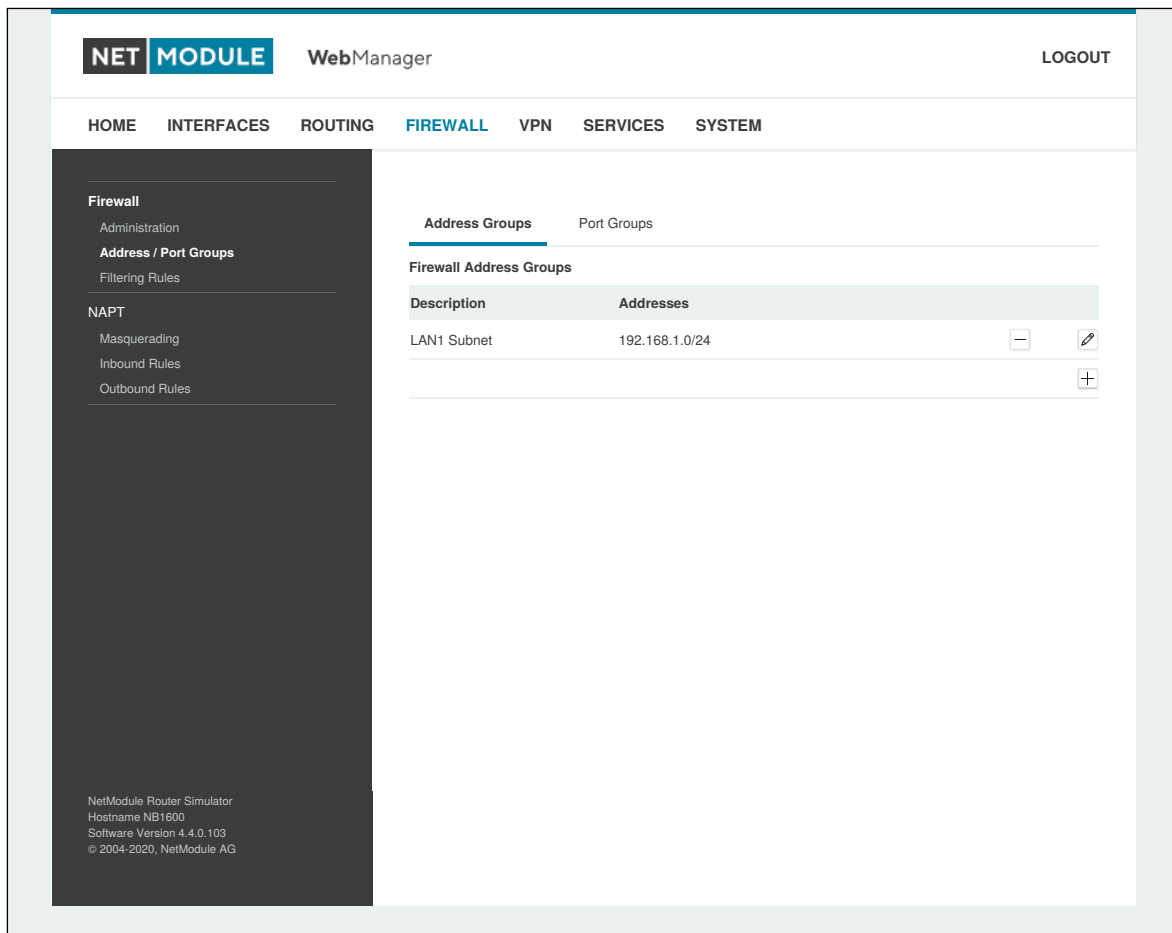 NET MODULE WebManager LOGOUT
HOME INTERFACES ROUTING FIREWALL VPN SERVICES SYSTEM
Firewall
Administration
Address / Port Groups
Filtering Rules
NAPT
Masquerading
Inbound Rules
Outbound Rules
Address Groups Port Groups
Firewall Address Groups
Description Addresses
LAN1 Subnet 192.168.1.0/24
NetModule Router Simulator
Hostname NB1600
Software Version 4.4.0.103
© 2004-2020, NetModule AG